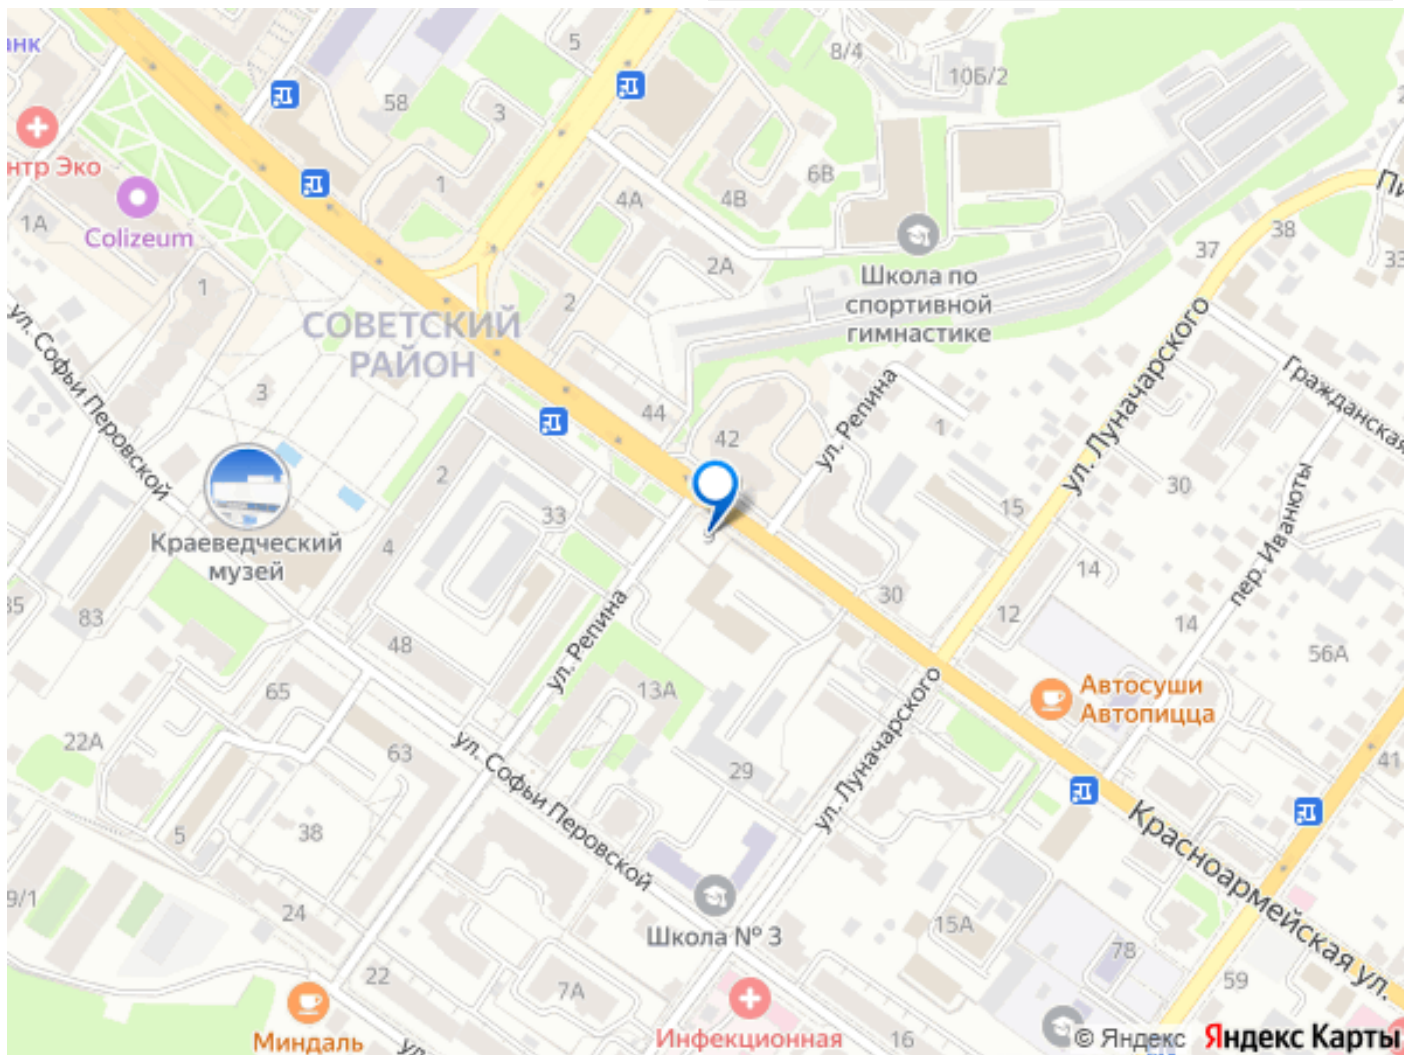 нк
58
5
3
8/4
10Б/2
нтр Эко
Colizeum
1А
1
4А
4В
6В
2А
2
1
Школа по
спортивной
гимнастике
37
38
33
СОВЕТСКИЙ
РАЙОН
ул. Софьи Перовской
3
44
42
ул. Репина
1
ул. Луначарского
Гражданская
30
15
пер. Иванюты
2
33
4
Краеведческий
музей
35
83
48
ул. Репина
30
12
14
14
56А
65
13А
Автосуши
Автопицца
22А
63
29
41
ул. Софьи Перовской
ул. Луначарского
5
38
Красноармейская ул.
9/1
24
Школа № 3
15А
78
22
7А
59
Миндаль
Инфекционная
16
© Яндекс Яндекс Карты